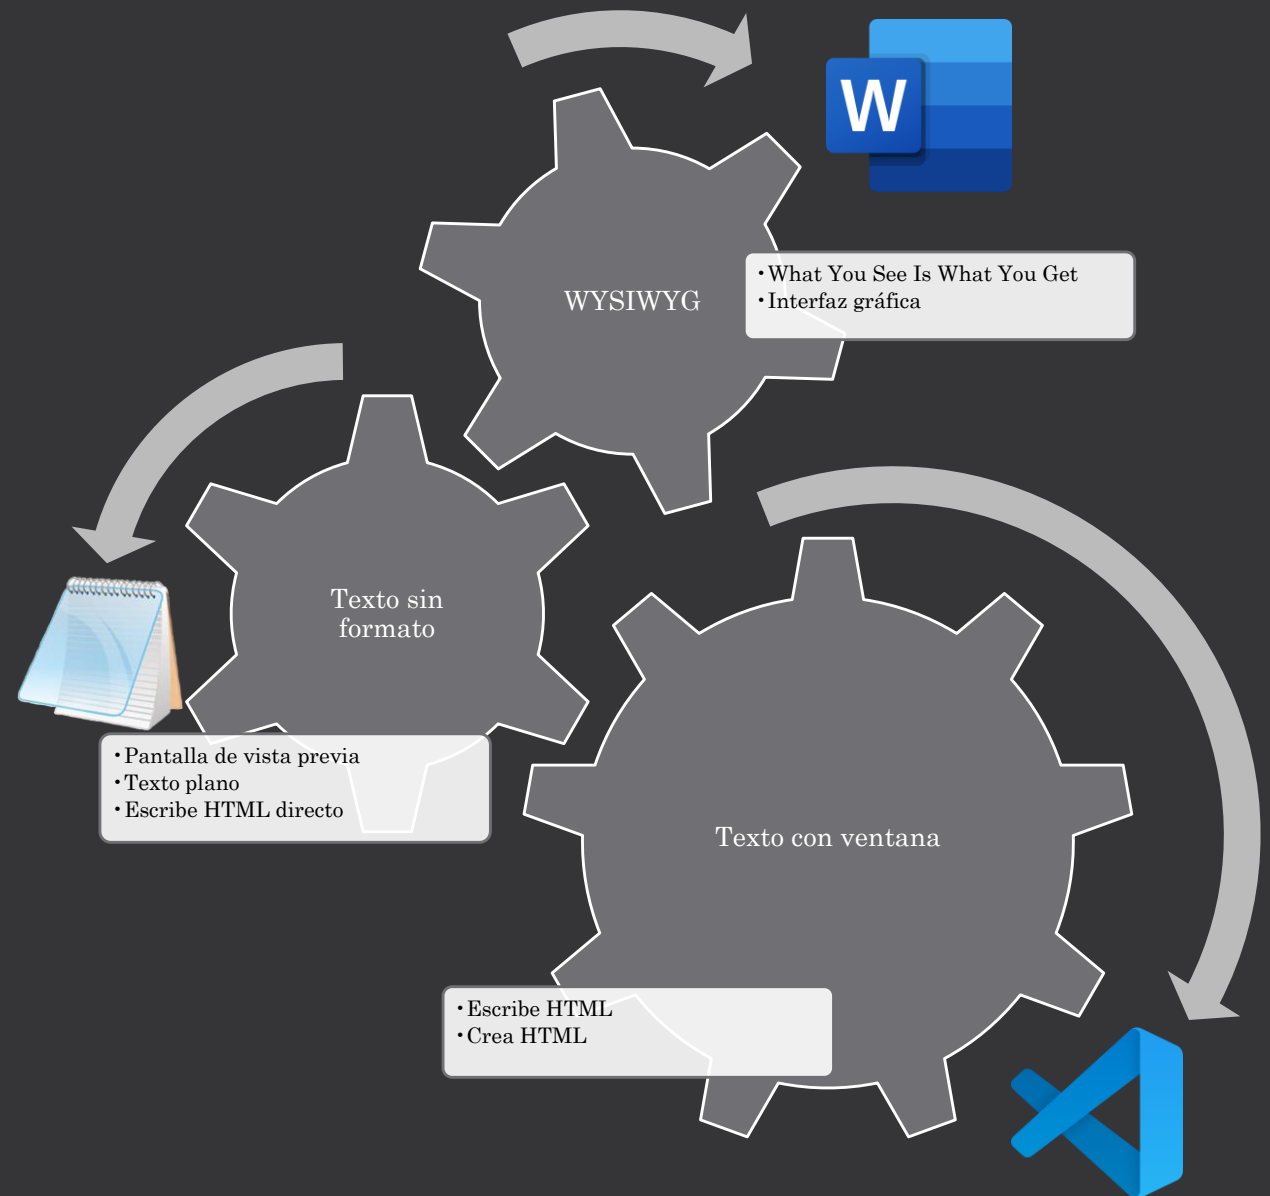 W
WYSIWYG
•What You See Is What You Get
•Interfaz gráfica
Texto sin
formato
•Pantalla de vista previa
•Texto plano
•Escribe HTML directo
Texto con ventana
•Escribe HTML
•Crea HTML